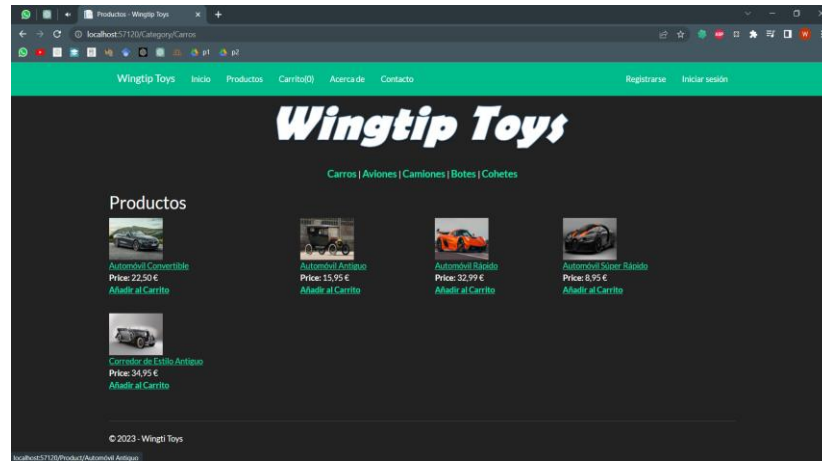 Productos - Wingtip Toys
localhost:57120/Category/Carros
p1 p2
Wingtip Toys Inicio Productos Carrito(0) Acerca de Contacto Registrarse Iniciar sesión
Wingtip Toys
Carros | Aviones | Camiones | Botes | Cohetes
Productos
Automóvil Convertible
Price: 22,50 €
Añadir al Carrito
Automóvil Antiguo
Price: 15,95 €
Añadir al Carrito
Automóvil Rápido
Price: 32,99 €
Añadir al Carrito
Automóvil Súper Rápido
Price: 8,95 €
Añadir al Carrito
Corredor de Estilo Antiguo
Price: 34,95 €
Añadir al Carrito
© 2023 - Wingti Toys
localhost:57120/Product/Automóvil Antiguo